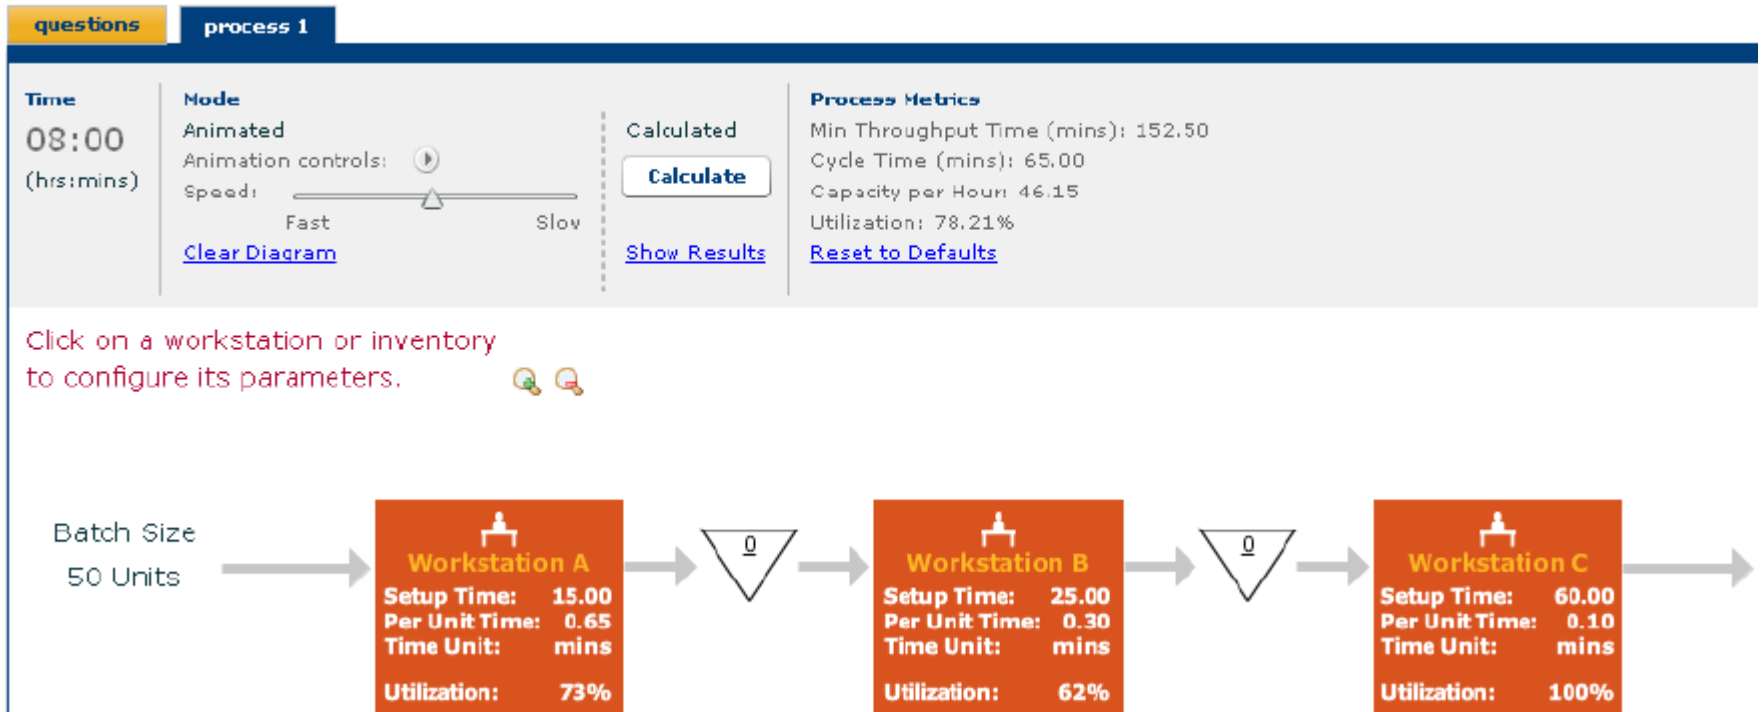 questions
process 1
Time
08:00
(hrs:mins)
Mode
Animated
Animation controls:
Speed:
Fast
Slow
Clear Diagram
Calculated
Calculate
Show Results
Process Metrics
Min Throughput Time (mins): 152.50
Cycle Time (mins): 65.00
Capacity per Hour: 46.15
Utilization: 78.21%
Reset to Defaults
Click on a workstation or inventory
to configure its parameters.
Batch Size
50 Units
Workstation A
Setup Time: 15.00
Per Unit Time: 0.65
Time Unit: mins
Utilization: 73%
0
Workstation B
Setup Time: 25.00
Per Unit Time: 0.30
Time Unit: mins
Utilization: 62%
0
Workstation C
Setup Time: 60.00
Per Unit Time: 0.10
Time Unit: mins
Utilization: 100%